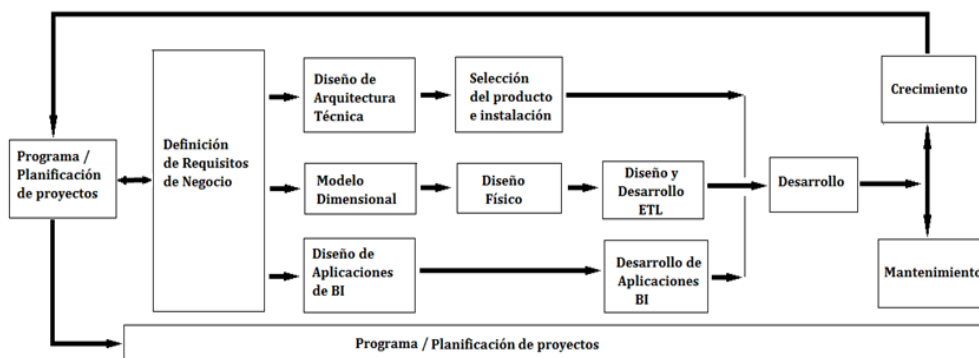 Programa /
Planificación
de proyectos
Definición
de Requisitos
de Negocio
Diseño de
Arquitectura
Técnica
Selección
del producto
e instalación
Modelo
Dimensional
Diseño
Físico
Diseño y
Desarrollo
ETL
Diseño de
Aplicaciones
de BI
Desarrollo de
Aplicaciones
BI
Desarrollo
Crecimiento
Mantenimiento
Programa / Planificación de proyectos